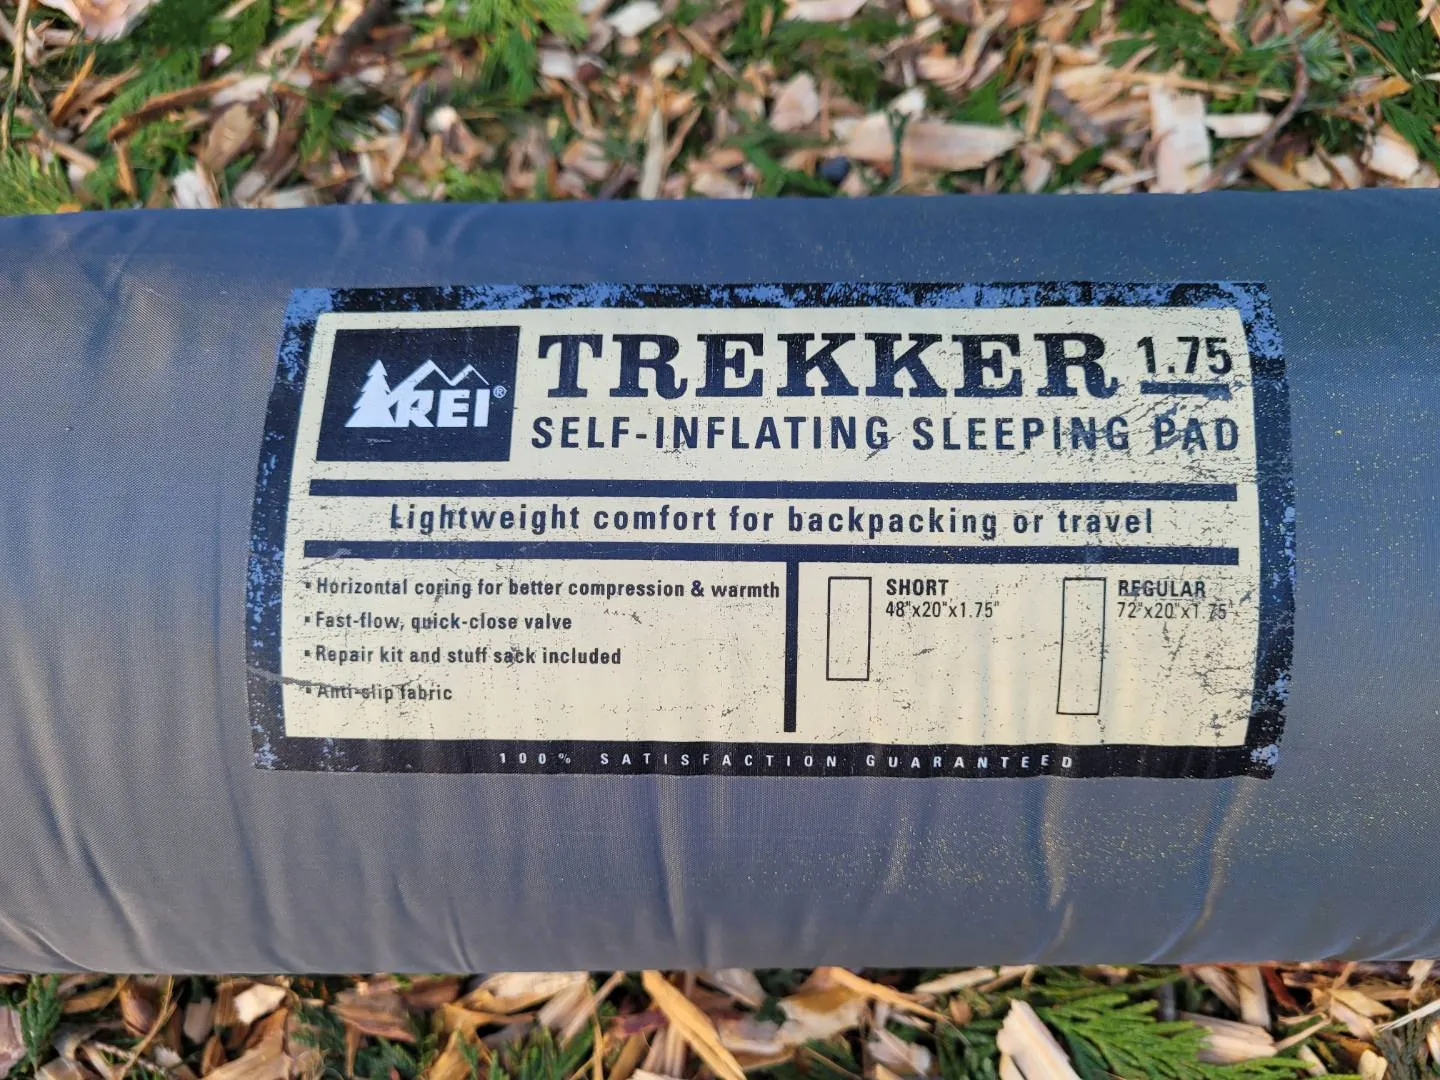 REI®
TREKKER 1.75
SELF-INFLATING SLEEPING PAD
Lightweight comfort for backpacking or travel
▪ Horizontal coring for better compression & warmth
▪ Fast-flow, quick-close valve
▪ Repair kit and stuff sack included
▪ Anti-slip fabric
SHORT
48"x20"x1.75"
REGULAR
72"x20"x1.75"
100% SATISFACTION GUARANTEED